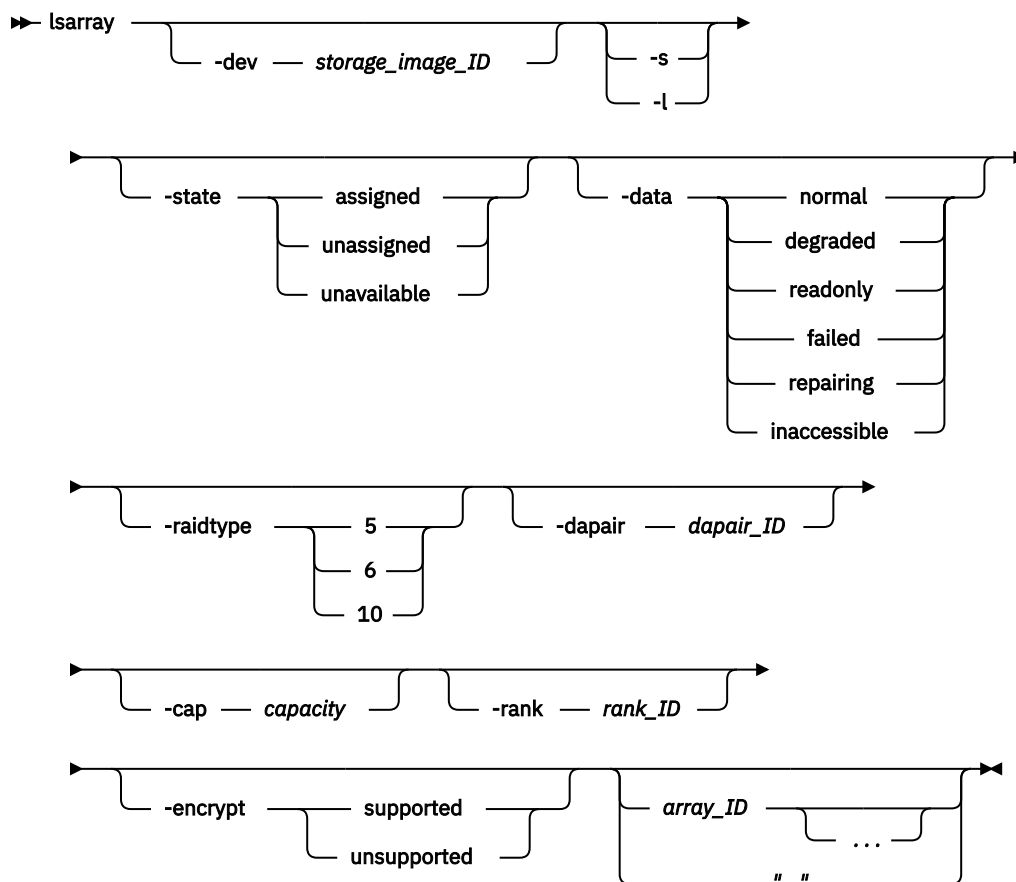 lsarray
-dev storage_image_ID -s
-l
-state assigned -data normal
unassigned degraded
unavailable readonly
failed
repairing
inaccessible
-raidtype 5 -dapair dapair_ID
6
10
-cap capacity -rank rank_ID
-encrypt supported array_ID
unsupported ...
" "